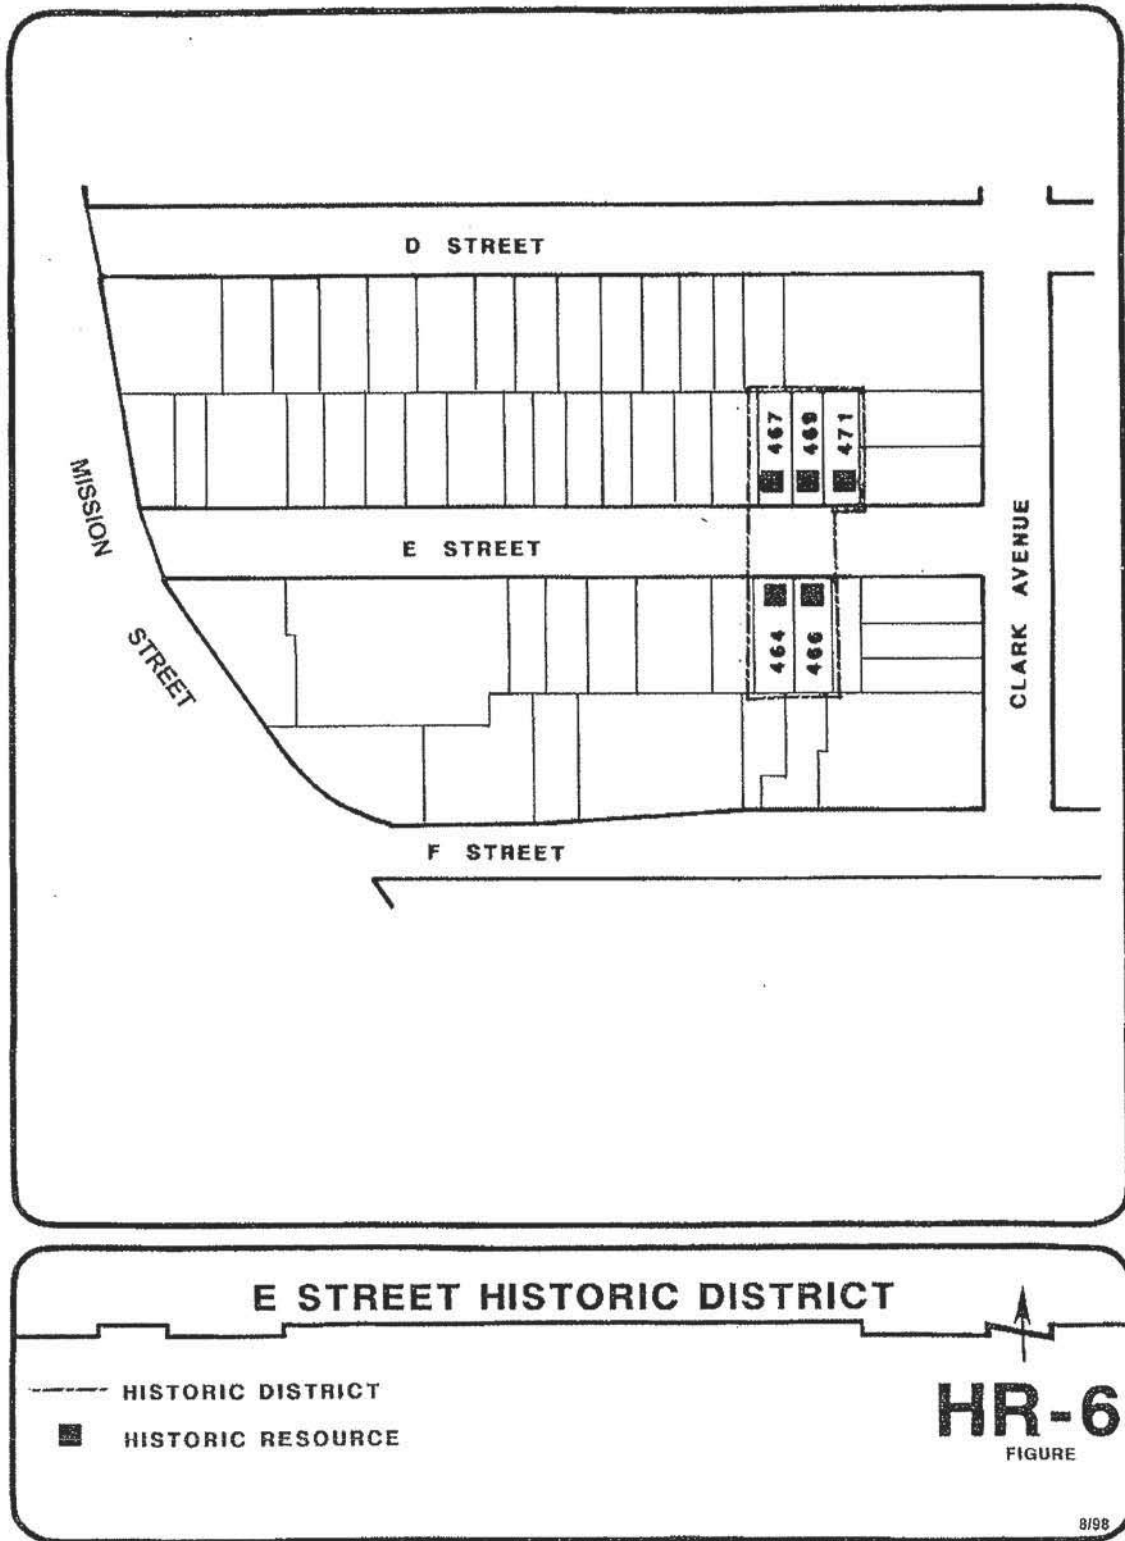 D STREET
467
469
471
MISSION
STREET
E STREET
CLARK AVENUE
464
466
F STREET
E STREET HISTORIC DISTRICT
HISTORIC DISTRICT
HISTORIC RESOURCE
HR-6
FIGURE
8/98